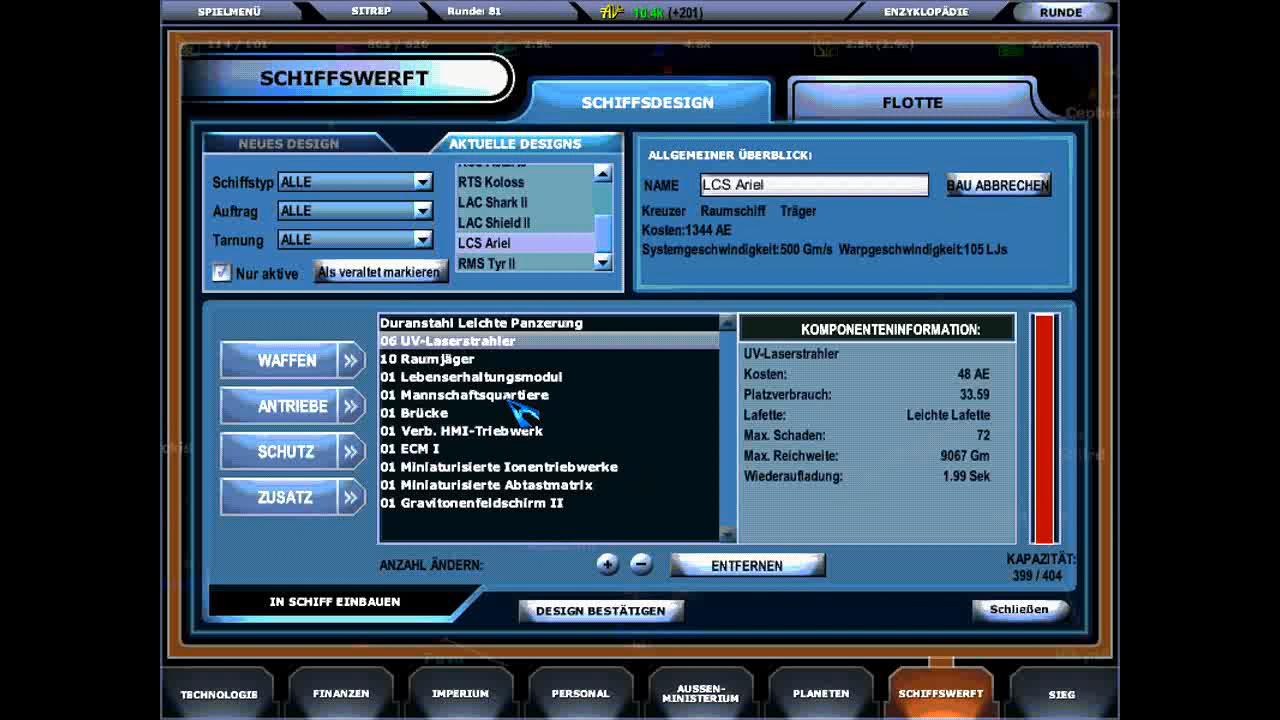 SPIELMENÜ
SITREP
Runde: 81
10.4k (+201)
ENZYKLOPÄDIE
RUNDE
SCHIFFSWERFT
SCHIFFSDESIGN
FLOTTE
NEUES DESIGN
AKTUELLE DESIGNS
Schiffstyp ALLE
Auftrag ALLE
Tarnung ALLE
Nur aktive
Als veraltet markieren
RTS Koloss
LAC Shark II
LAC Shield II
LCS Ariel
RMS Tyr II
ALLGEMEINER ÜBERBLICK:
NAME LCS Ariel
BAU ABBRECHEN
Kreuzer Raumschiff Träger
Kosten:1344 AE
Systemgeschwindigkeit:500 Gm/s Warpgeschwindigkeit:105 LJs
WAFFEN
ANTRIEBE
SCHUTZ
ZUSATZ
Duranstahl Leichte Panzerung
06 UV-Laserstrahler
10 Raumjäger
01 Lebenserhaltungsmodul
01 Mannschaftsquartiere
01 Brücke
01 Verb. HMI-Triebwerk
01 ECM I
01 Miniaturisierte Ionentriebwerke
01 Miniaturisierte Abtastmatrix
01 Gravitonenfeldschirm II
KOMPONENTENINFORMATION:
UV-Laserstrahler
Kosten: 48 AE
Platzverbrauch: 33.59
Lafette: Leichte Lafette
Max. Schaden: 72
Max. Reichweite: 9067 Gm
Wiederaufladung: 1.99 Sek
ANZAHL ÄNDERN:
+
−
ENTFERNEN
KAPAZITÄT:
399 / 404
IN SCHIFF EINBAUEN
DESIGN BESTÄTIGEN
Schließen
TECHNOLOGIE
FINANZEN
IMPERIUM
PERSONAL
AUSSEN-
MINISTERIUM
PLANETEN
SCHIFFSWERFT
SIEG